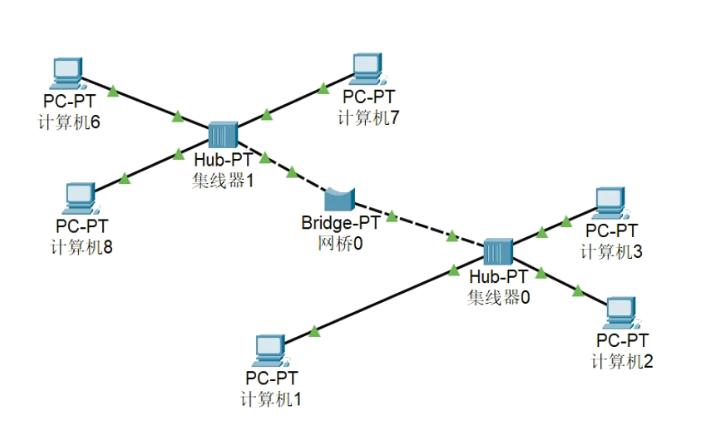 PC-PT
计算机6
PC-PT
计算机7
Hub-PT
集线器1
PC-PT
计算机8
Bridge-PT
网桥0
PC-PT
计算机3
Hub-PT
集线器0
PC-PT
计算机2
PC-PT
计算机1